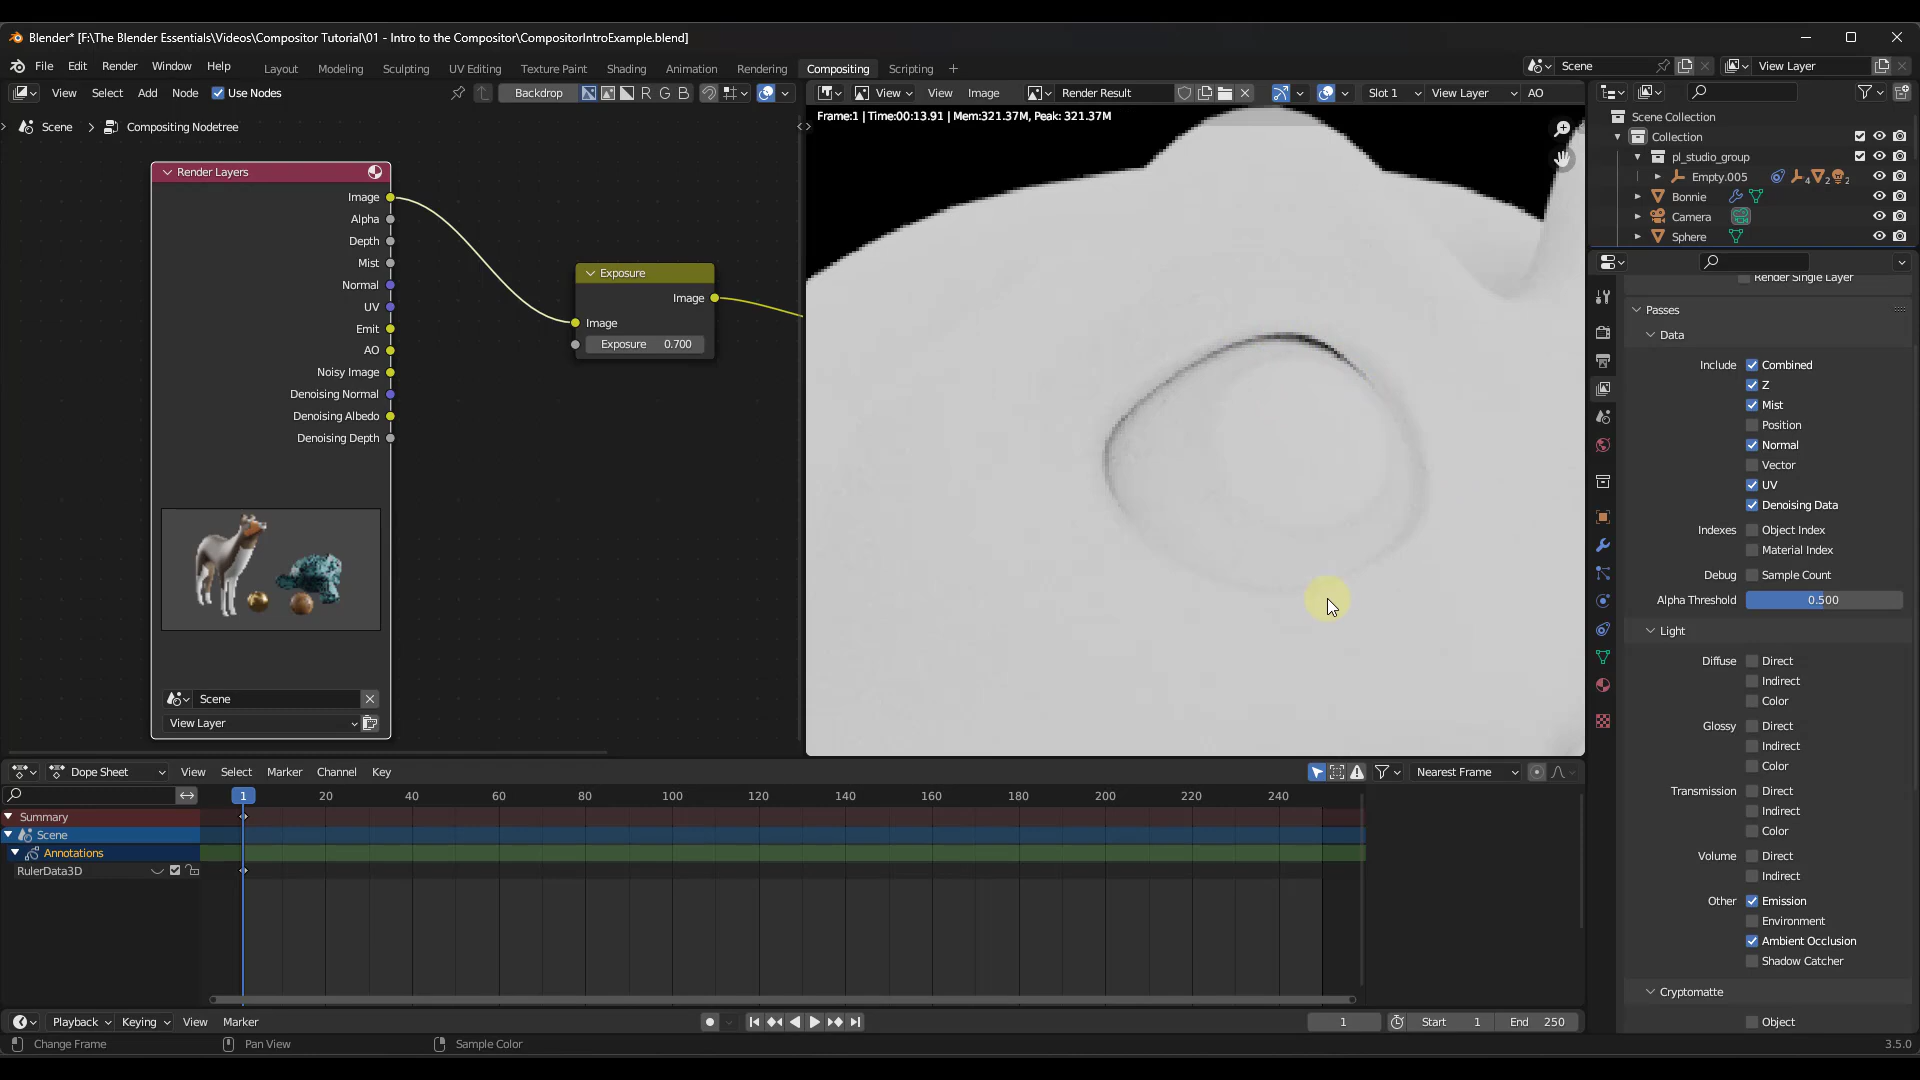 Blender* [F:\The Blender Essentials\Videos\Compositor Tutorial\01 - Intro to the Compositor\CompositorIntroExample.blend]
File Edit Render Window Help Layout Modeling Sculpting UV Editing Texture Paint Shading Animation Rendering Compositing Scripting + Scene View Layer
View Select Add Node Use Nodes Backdrop R G B View View Image Render Result Slot 1 View Layer AO
Scene > Compositing Nodetree
Frame:1 | Time:00:13.91 | Mem:321.37M, Peak: 321.37M
Scene Collection
Collection
pl_studio_group
Empty.005 4 2 2
Bonnie
Camera
Sphere
Render Layers
Image
Alpha
Depth
Mist
Normal
UV
Emit
AO
Noisy Image
Denoising Normal
Denoising Albedo
Denoising Depth
Scene
View Layer
Exposure
Image
Image
Exposure 0.700
Render Single Layer
Passes
Data
Include Combined
Z
Mist
Position
Normal
Vector
UV
Denoising Data
Indexes Object Index
Material Index
Debug Sample Count
Alpha Threshold 0.500
Light
Diffuse Direct
Indirect
Color
Glossy Direct
Indirect
Color
Transmission Direct
Indirect
Color
Volume Direct
Indirect
Other Emission
Environment
Ambient Occlusion
Shadow Catcher
Cryptomatte
Object
Dope Sheet View Select Marker Channel Key Nearest Frame
1 20 40 60 80 100 120 140 160 180 200 220 240
Summary
Scene
Annotations
RulerData3D
Playback Keying View Marker 1 Start 1 End 250
Change Frame Pan View Sample Color 3.5.0